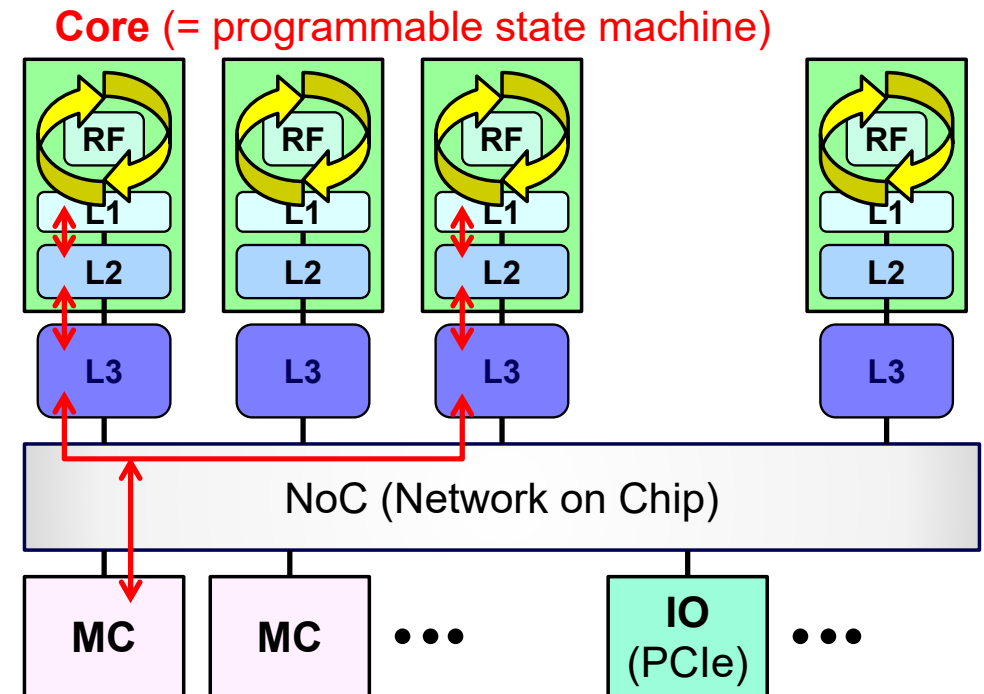 Core (= programmable state machine)
RF RF RF RF
L1 L1 L1 L1
L2 L2 L2 L2
L3 L3 L3 L3
NoC (Network on Chip)
MC MC ••• IO •••
(PCIe)